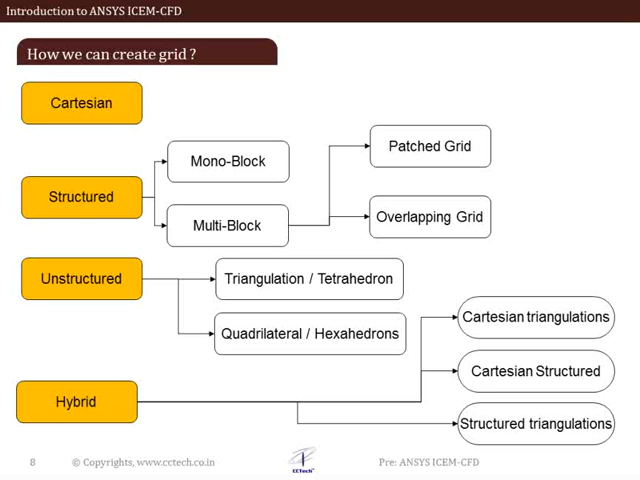 Introduction to ANSYS ICEM-CFD
How we can create grid ?
Cartesian
Structured
Mono-Block
Multi-Block
Patched Grid
Overlapping Grid
Unstructured
Triangulation / Tetrahedron
Quadrilateral / Hexahedrons
Hybrid
Cartesian triangulations
Cartesian Structured
Structured triangulations
8
© Copyrights, www.cctech.co.in
CCTech
Pre: ANSYS ICEM-CFD